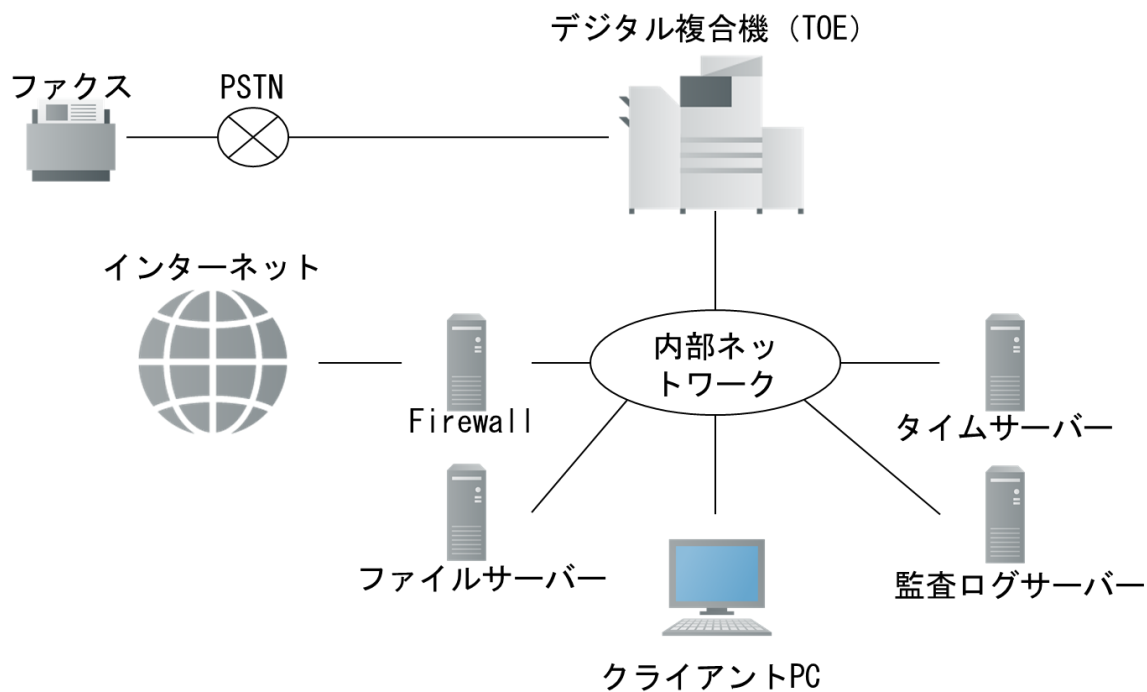 デジタル複合機（TOE）
ファクス
PSTN
インターネット
内部ネッ
トワーク
Firewall
タイムサーバー
ファイルサーバー
監査ログサーバー
クライアントPC